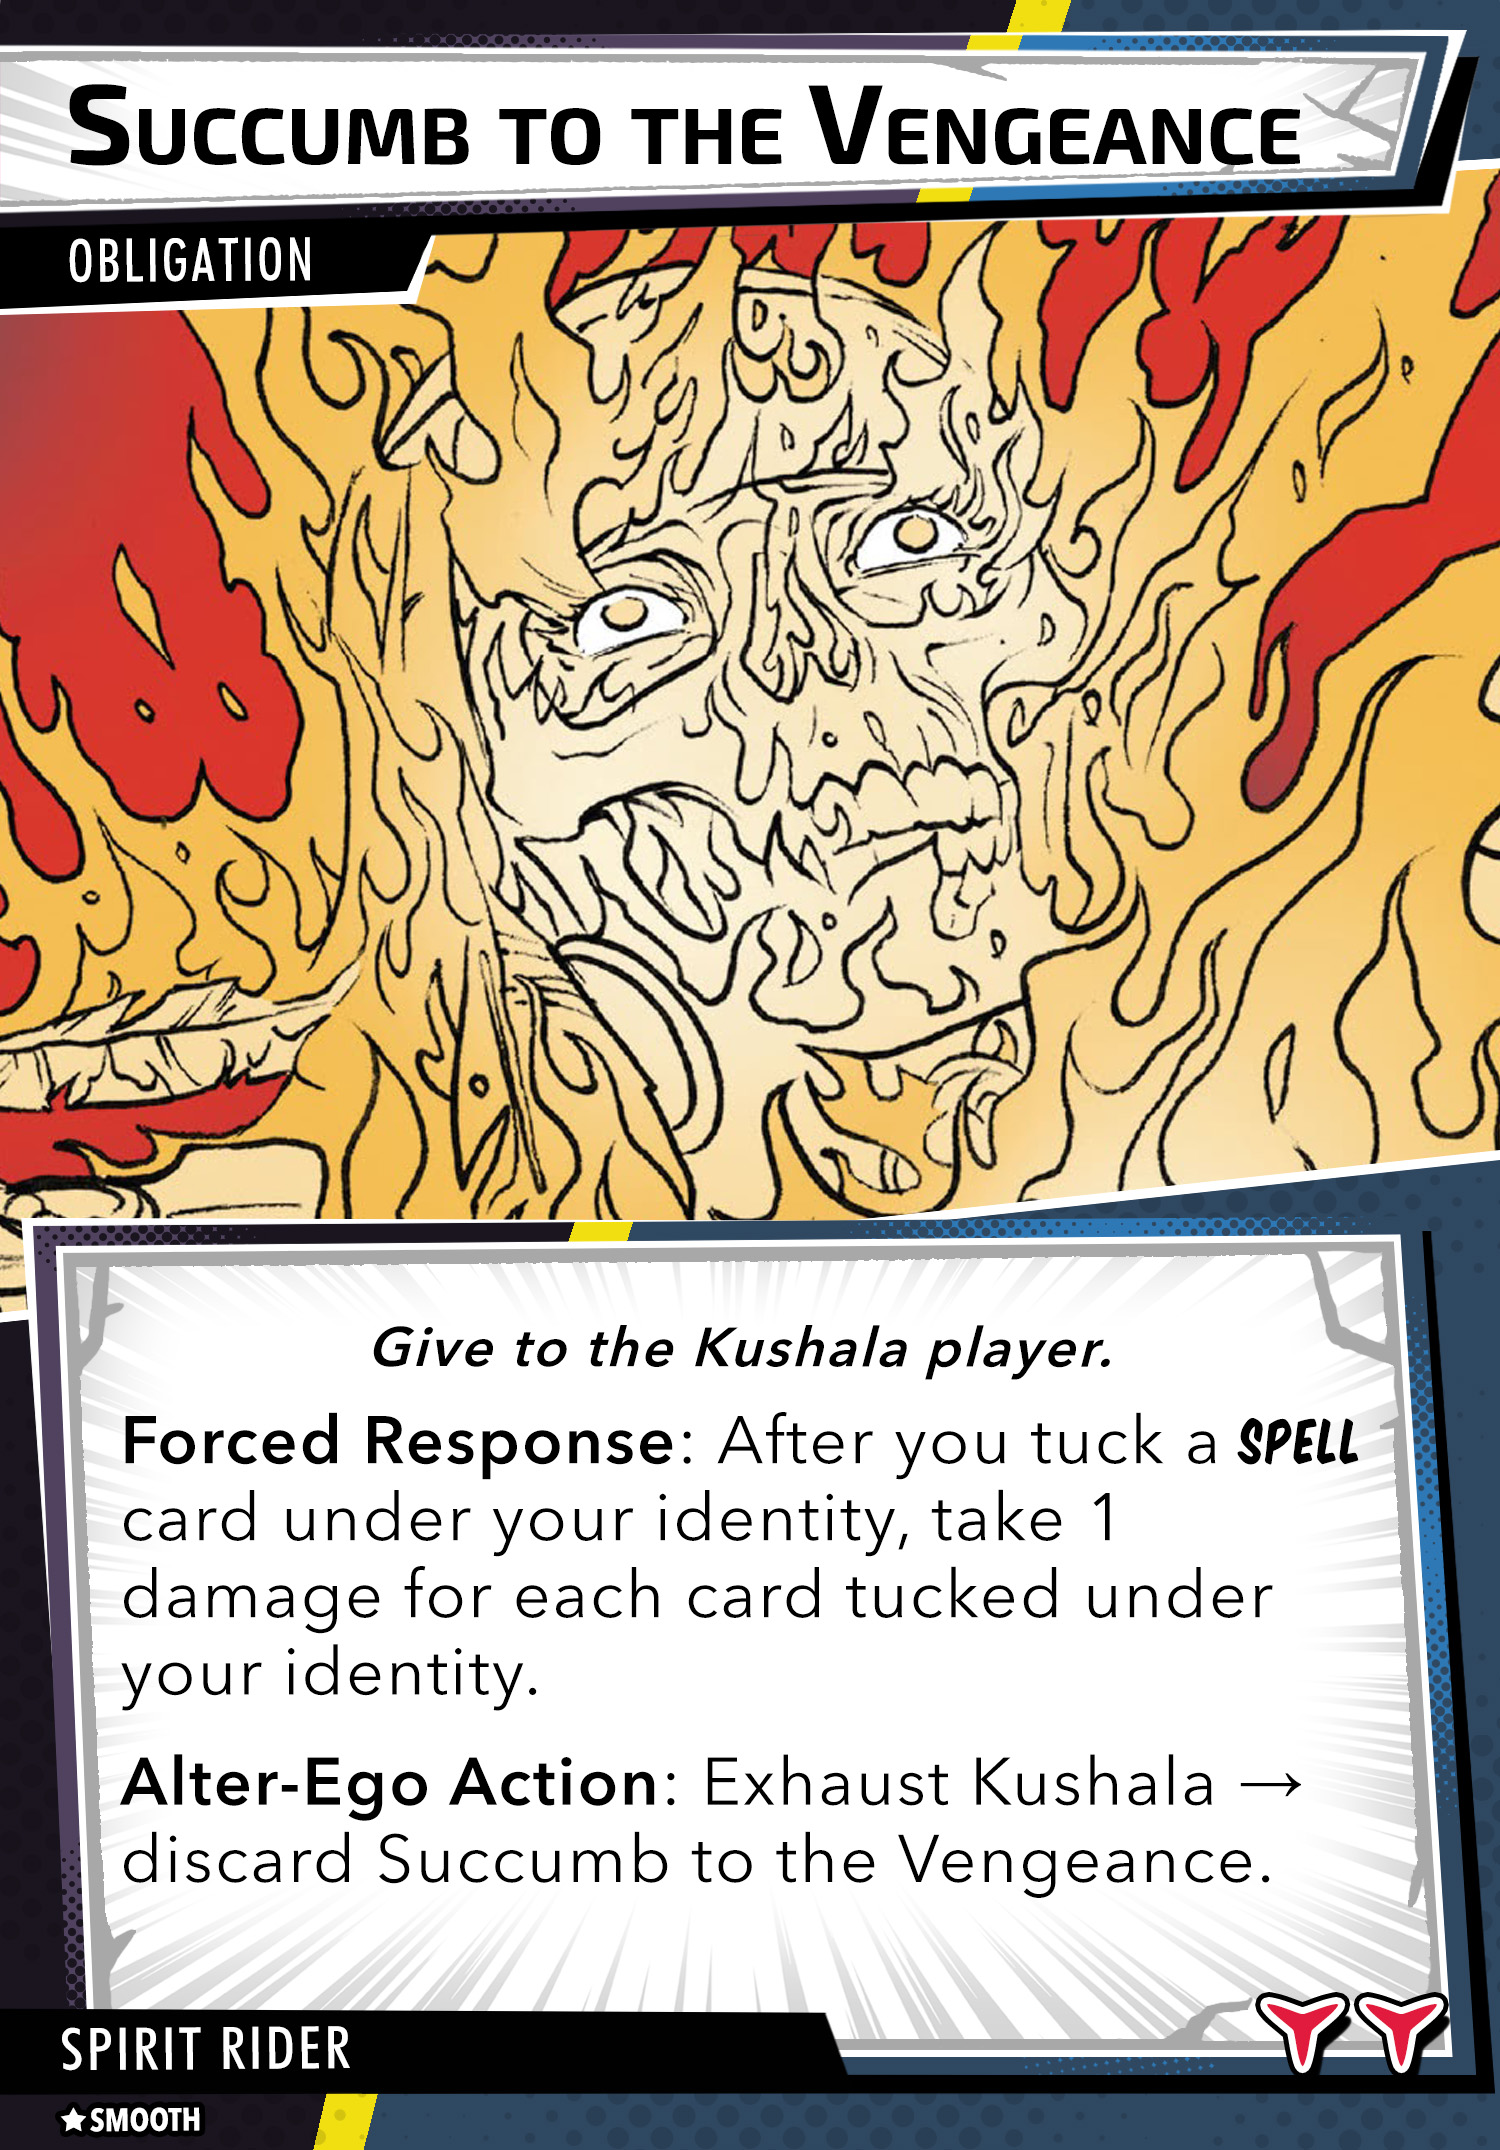 SUCCUMB TO THE VENGEANCE
OBLIGATION
Give to the Kushala player.
Forced Response: After you tuck a SPELL
card under your identity, take 1
damage for each card tucked under
your identity.
Alter-Ego Action: Exhaust Kushala →
discard Succumb to the Vengeance.
SPIRIT RIDER
★SMOOTH